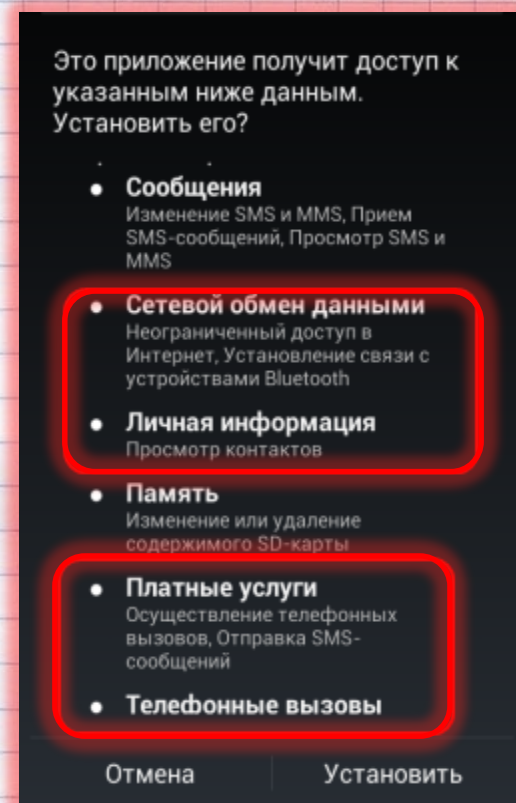 Это приложение получит доступ к
указанным ниже данным.
Установить его?
• Сообщения
Изменение SMS и MMS, Прием
SMS-сообщений, Просмотр SMS и
MMS
• Сетевой обмен данными
Неограниченный доступ в
Интернет, Установление связи с
устройствами Bluetooth
• Личная информация
Просмотр контактов
• Память
Изменение или удаление
содержимого SD-карты
• Платные услуги
Осуществление телефонных
вызовов, Отправка SMS-
сообщений
• Телефонные вызовы
Отмена Установить